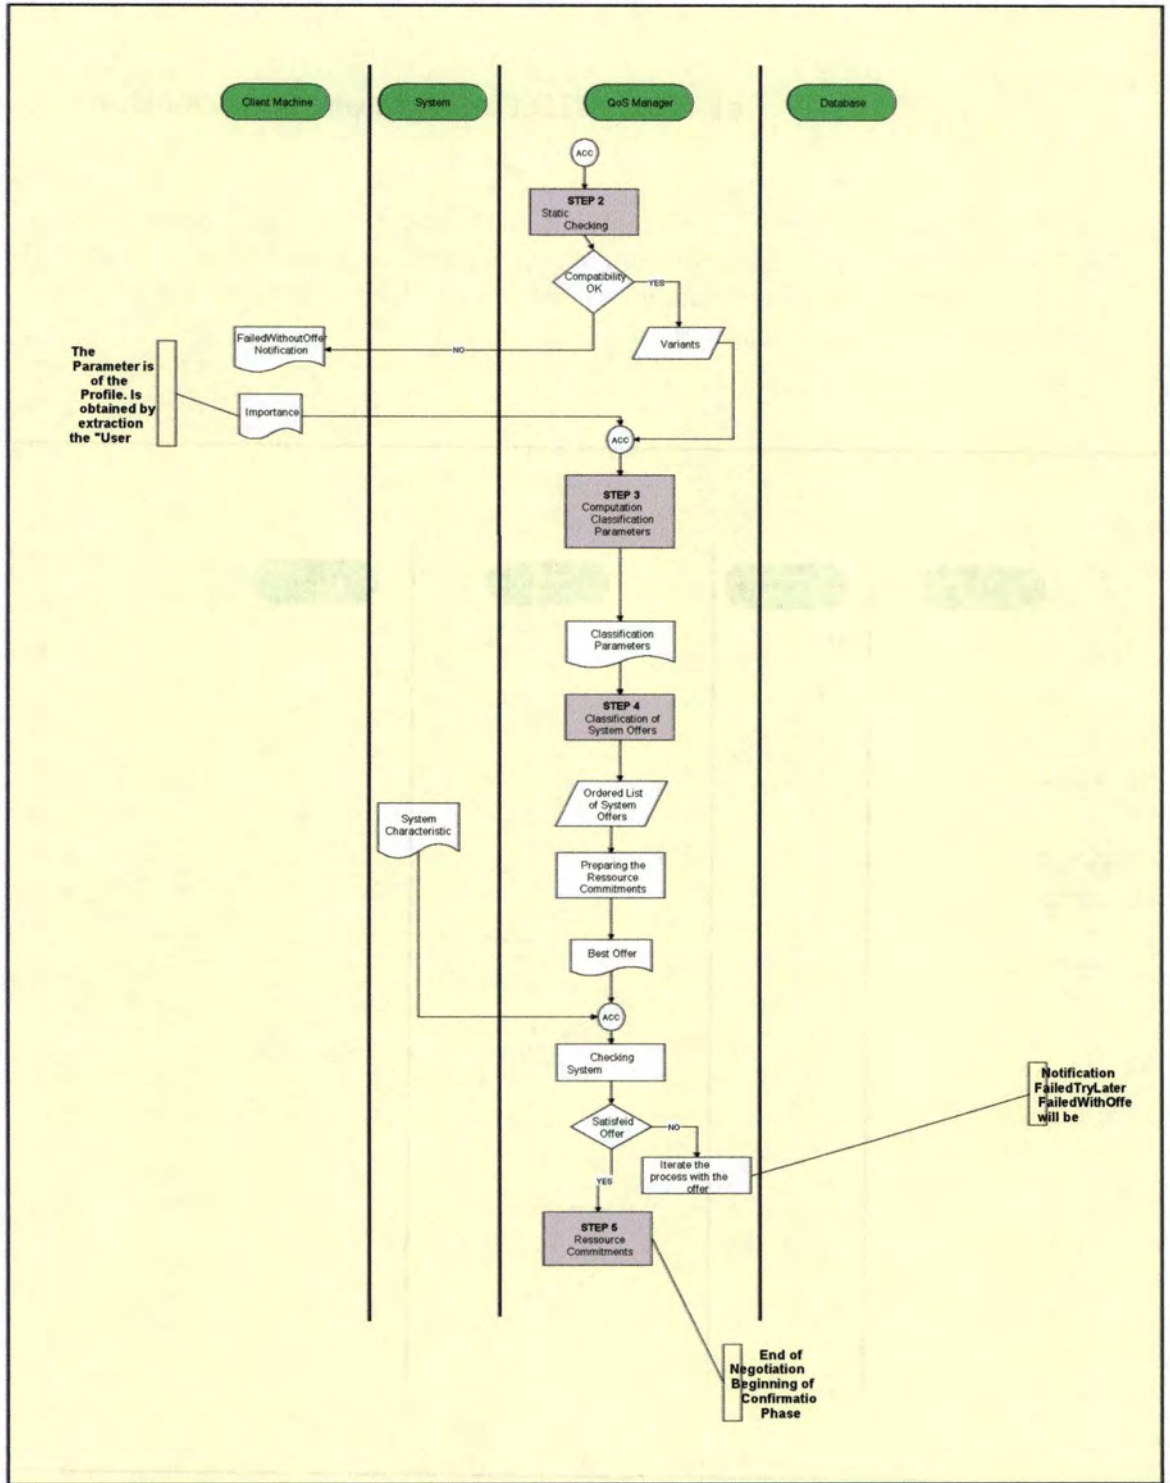 Client Machine
System
QoS Manager
Database
ACC
STEP 2
Static
Checking
Compatibility
OK
YES
FailedWithoutOffer
Notification
NO
Variants
The
Parameter is
of the
Profile. Is
obtained by
extraction
the "User
Importance
ACC
STEP 3
Computation
Classification
Parameters
Classification
Parameters
STEP 4
Classification of
System Offers
Ordered List
of System
Offers
System
Characteristic
Preparing the
Ressource
Commitments
Best Offer
ACC
Checking
System
Notification
FailedTryLater
FailedWithOffe
will be
Satisfeid
Offer
NO
Iterate the
process with the
offer
YES
STEP 5
Ressource
Commitments
End of
Negotiation
Beginning of
Confirmatio
Phase